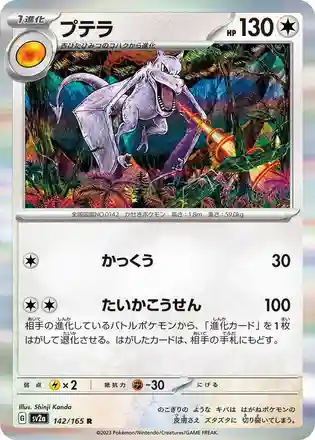 1進化
プテラ
HP130
おびただひみつのコハクから進化
全国図鑑NO.0142 かせきポケモン 高さ：1.8m 重さ：59.0kg
かっくう 30
たいかこうせん 100
相手の進化しているバトルポケモンから、「進化カード」を1枚
はがして退化させる。はがしたカードは、相手の手札にもどす。
弱点 ×2 抵抗力 -30 にげる
Illus. Shinji Kanda
G sv2a 142/165 R
のこぎりの ような キバは はがねポケモンの
皮膚さえ ズタズタに 切り裂いてしまう。
©2023 Pokémon/Nintendo/Creatures/GAME FREAK.